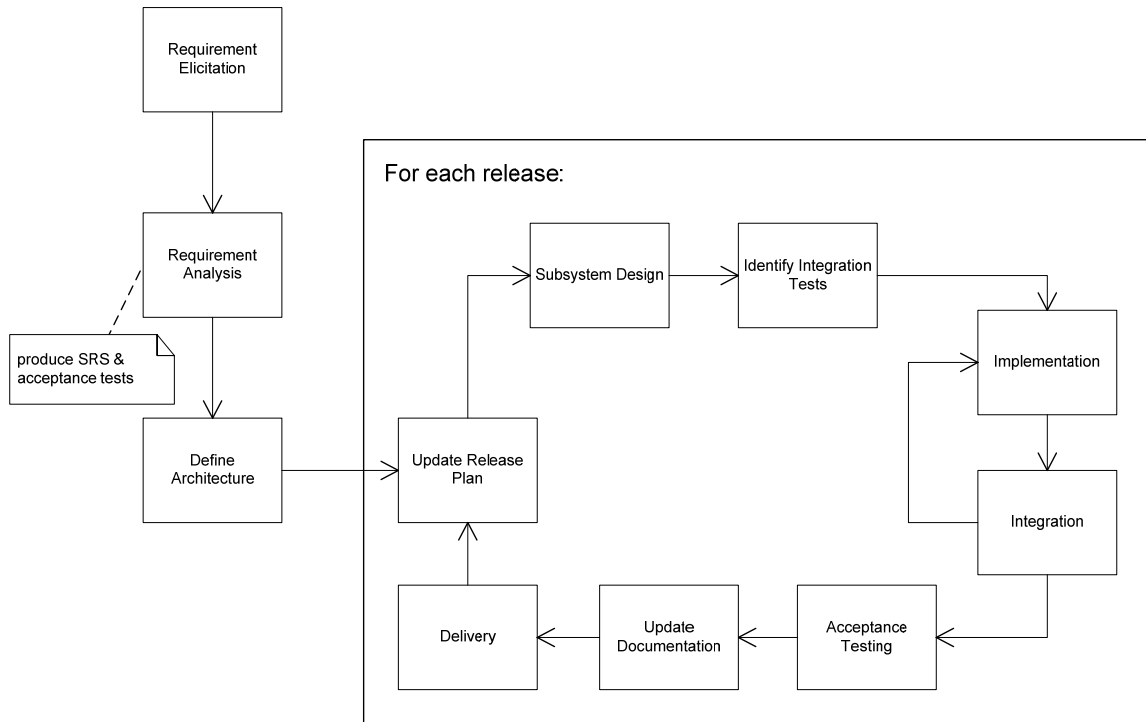 Requirement
Elicitation
For each release:
Requirement
Analysis
Subsystem Design
Identify Integration
Tests
produce SRS &
acceptance tests
Implementation
Define
Architecture
Update Release
Plan
Integration
Delivery
Update
Documentation
Acceptance
Testing